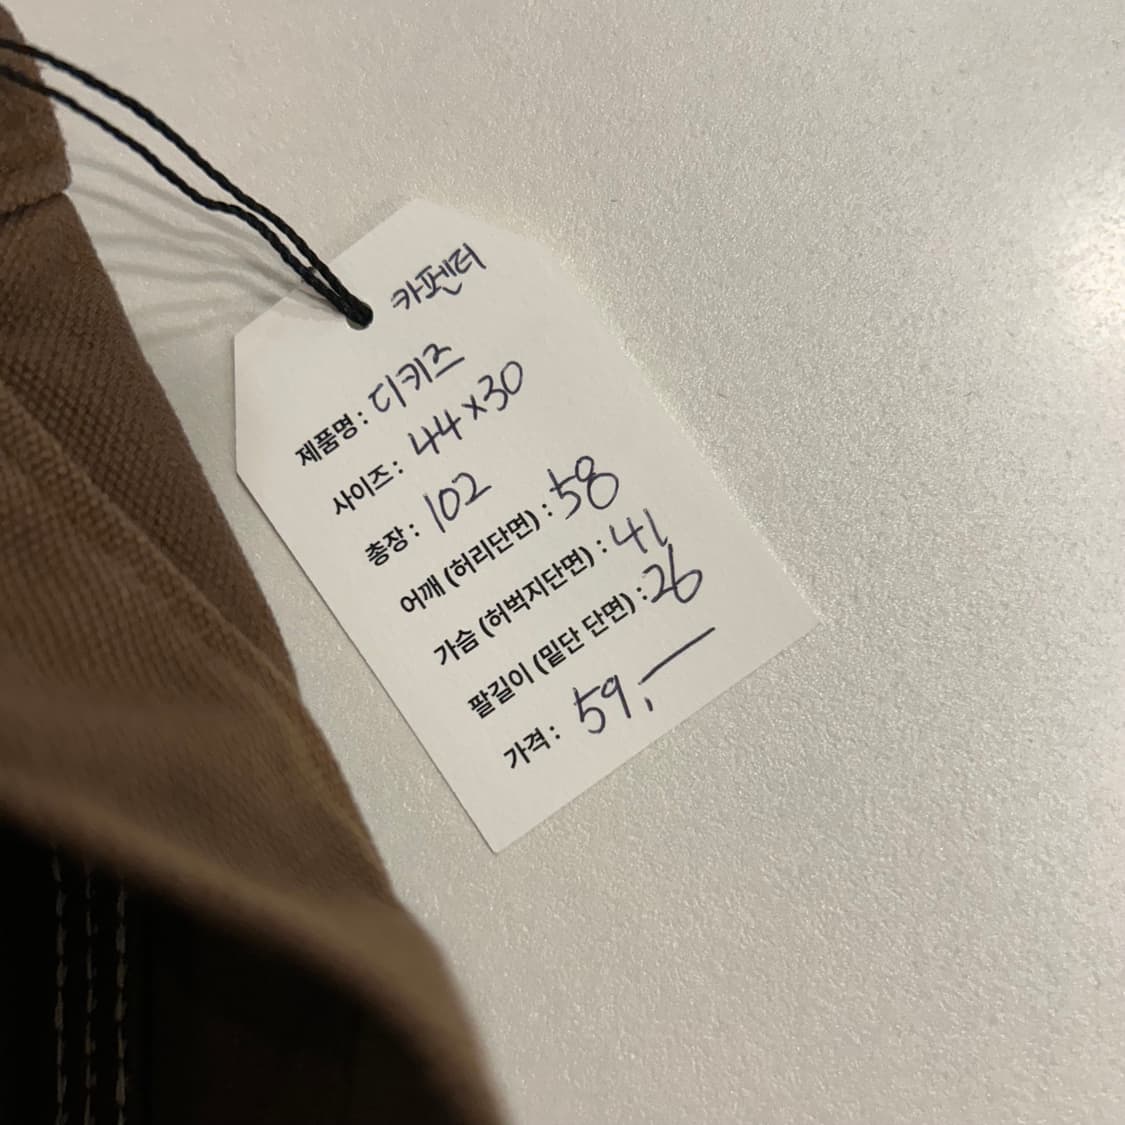 카펜더
제품명 : 디키즈
사이즈 : 44x30
총장 : 102
어깨 (허리단면) : 58
가슴 (허벅지단면) : 41
팔길이 (밑단 단면) : 26
가격 : 59,—